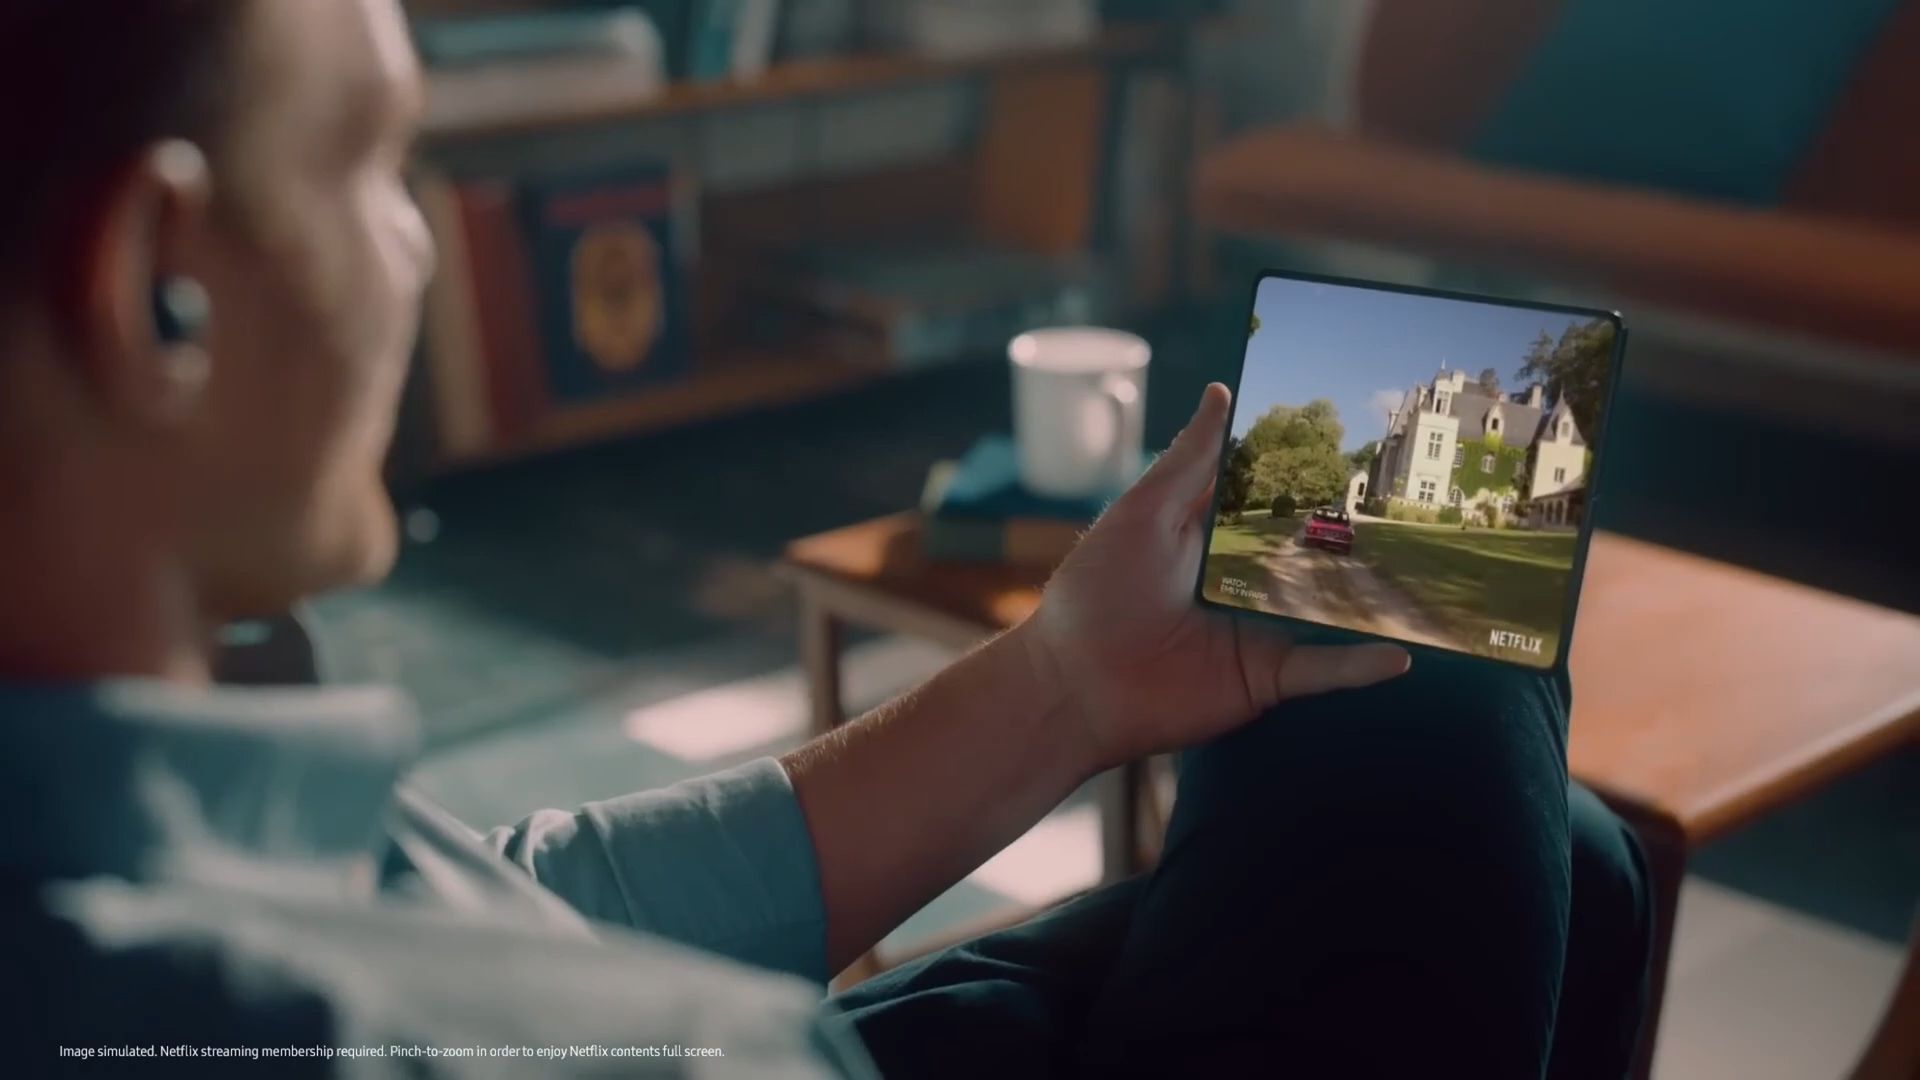 WATCH
EMILY IN PARIS
NETFLIX
Image simulated. Netflix streaming membership required. Pinch-to-zoom in order to enjoy Netflix contents full screen.